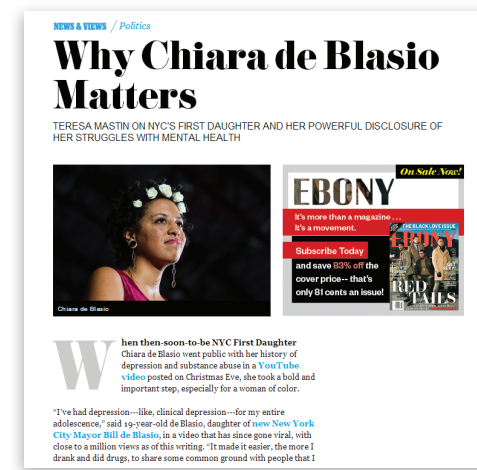 NEWS & VIEWS / Politics
Why Chiara de Blasio
Matters
TERESA MASTIN ON NYC'S FIRST DAUGHTER AND HER POWERFUL DISCLOSURE OF
HER STRUGGLES WITH MENTAL HEALTH
Chiara de Blasio
On Sale Now!
EBONY
It's more than a magazine . . .
It's a movement.
Subscribe Today
and save 83% off the
cover price-- that's
only 81 cents an issue!
THE BLACK LOVE ISSUE
EBONY
RED
TAILS
When then-soon-to-be NYC First Daughter
Chiara de Blasio went public with her history of
depression and substance abuse in a YouTube
video posted on Christmas Eve, she took a bold and
important step, especially for a woman of color.
"I've had depression---like, clinical depression---for my entire
adolescence," said 19-year-old de Blasio, daughter of new New York
City Mayor Bill de Blasio, in a video that has since gone viral, with
close to a million views as of this writing. "It made it easier, the more I
drank and did drugs, to share some common ground with people that I